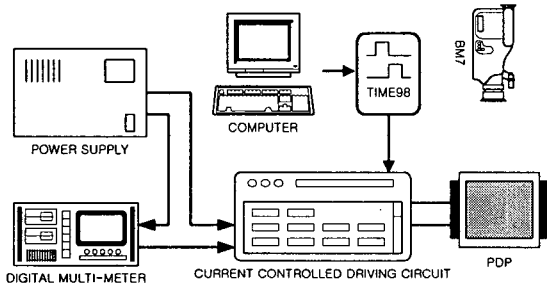 BM7
TIME98
COMPUTER
POWER SUPPLY
PDP
DIGITAL MULTI-METER
CURRENT CONTROLLED DRIVING CIRCUIT